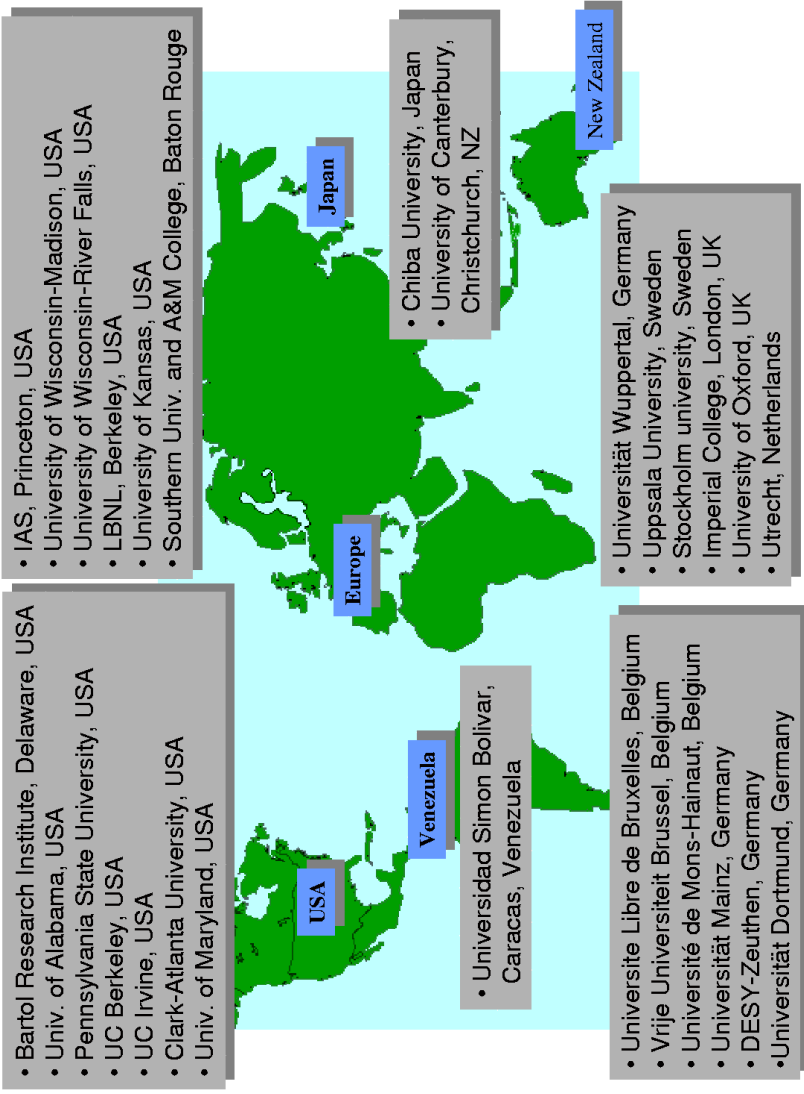 • Bartol Research Institute, Delaware, USA
• Univ. of Alabama, USA
• Pennsylvania State University, USA
• UC Berkeley, USA
• UC Irvine, USA
• Clark-Atlanta University, USA
• Univ. of Maryland, USA
• IAS, Princeton, USA
• University of Wisconsin-Madison, USA
• University of Wisconsin-River Falls, USA
• LBNL, Berkeley, USA
• University of Kansas, USA
• Southern Univ. and A&M College, Baton Rouge
USA
Europe
Japan
Venezuela
• Universidad Simon Bolivar,
Caracas, Venezuela
• Chiba University, Japan
• University of Canterbury,
Christchurch, NZ
New Zealand
• Universite Libre de Bruxelles, Belgium
• Vrije Universiteit Brussel, Belgium
• Université de Mons-Hainaut, Belgium
• Universität Mainz, Germany
• DESY-Zeuthen, Germany
•Universität Dortmund, Germany
• Universität Wuppertal, Germany
• Uppsala University, Sweden
• Stockholm university, Sweden
• Imperial College, London, UK
• University of Oxford, UK
• Utrecht, Netherlands